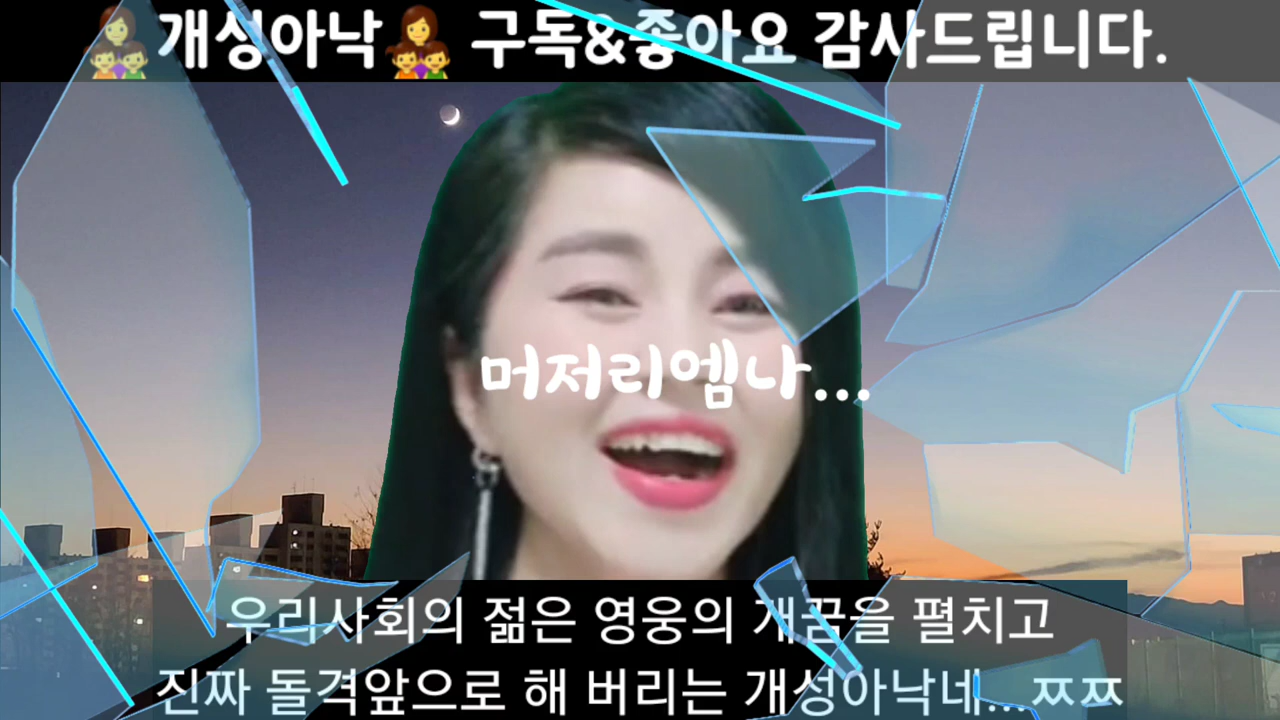 개성아낙 구독&좋아요 감사드립니다.
머저리엠나...
우리사회의 젊은 영웅의 개꿈을 펼치고
진짜 돌격앞으로 해 버리는 개성아낙네...ㅉㅉ